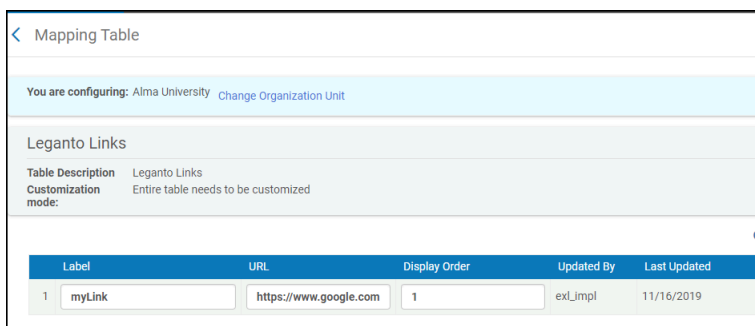 Mapping Table
You are configuring: Alma University Change Organization Unit
Leganto Links
Table Description Leganto Links
Customization mode: Entire table needs to be customized
Label URL Display Order Updated By Last Updated
1 myLink https://www.google.com 1 exl_impl 11/16/2019